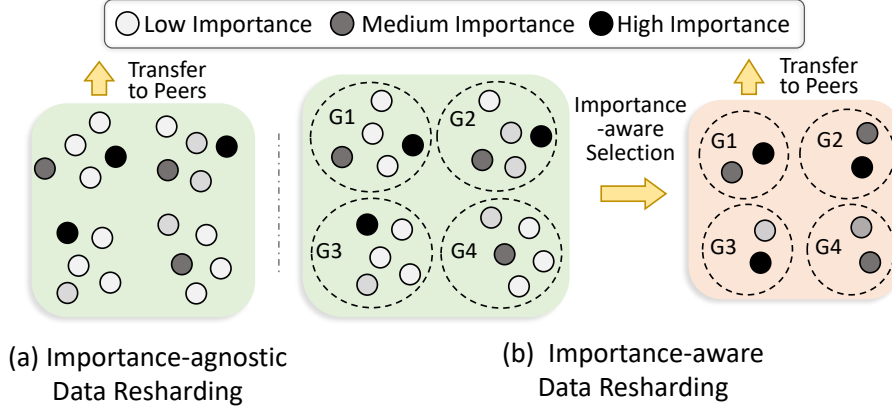 Low Importance Medium Importance High Importance
Transfer
to Peers
G1
G2
G3
G4
Importance
-aware
Selection
Transfer
to Peers
G1
G2
G3
G4
(a) Importance-agnostic
Data Resharding
(b) Importance-aware
Data Resharding